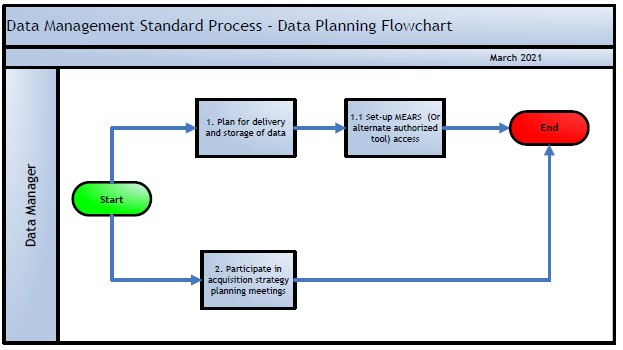 Data Management Standard Process - Data Planning Flowchart
March 2021
Data Manager
Start
1. Plan for delivery
and storage of data
1.1 Set-up MEARS (Or
alternate authorized
tool) access
End
2. Participate in
acquisition strategy
planning meetings